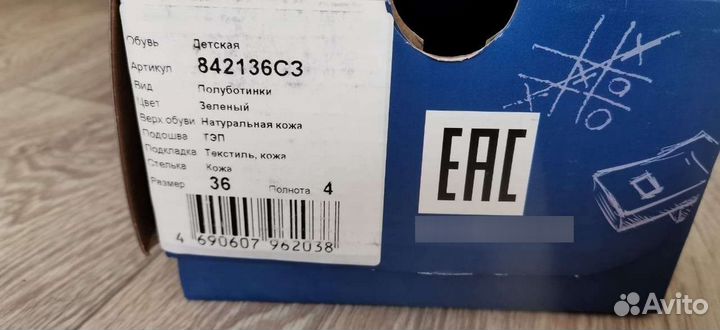 Обувь Детская
Артикул 842136СЗ
Вид Полуботинки
Цвет Зеленый
Верх обуви Натуральная кожа
Подошва ТЭП
Подкладка Текстиль, кожа
Стелька Кожа
Размер 36 Полнота 4
4 690607 962038
EAC
Avito